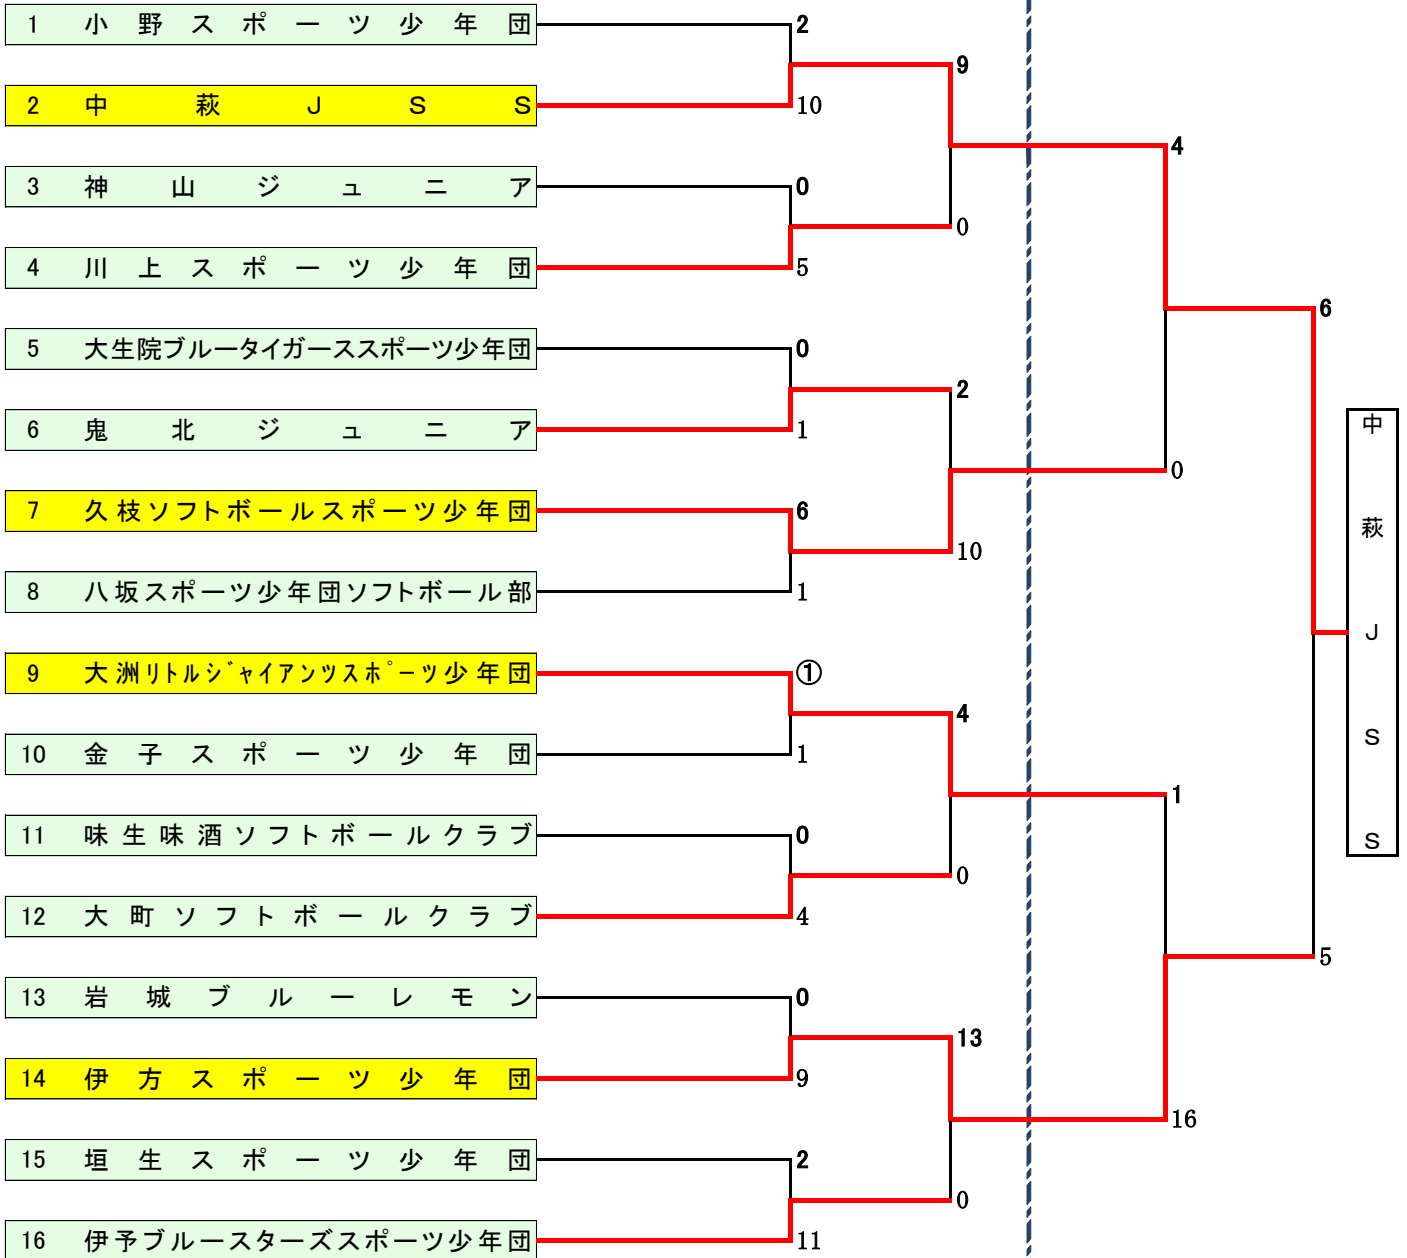 1 小野スポーツ少年団 2
9
2 中萩JSS 10
4
3 神山ジュニア 0
0
4 川上スポーツ少年団 5
6
5 大生院ブルータイガーススポーツ少年団 0
2
6 鬼北ジュニア 1
0
7 久枝ソフトボールスポーツ少年団 6
10
8 八坂スポーツ少年団ソフトボール部 1
中萩JSS
9 大洲リトルジャイアンツスポーツ少年団 ①
4
10 金子スポーツ少年団 1
1
11 味生味酒ソフトボールクラブ 0
0
12 大町ソフトボールクラブ 4
5
13 岩城ブルーレモン 0
13
14 伊方スポーツ少年団 9
16
15 垣生スポーツ少年団 2
0
16 伊予ブルースターズスポーツ少年団 11